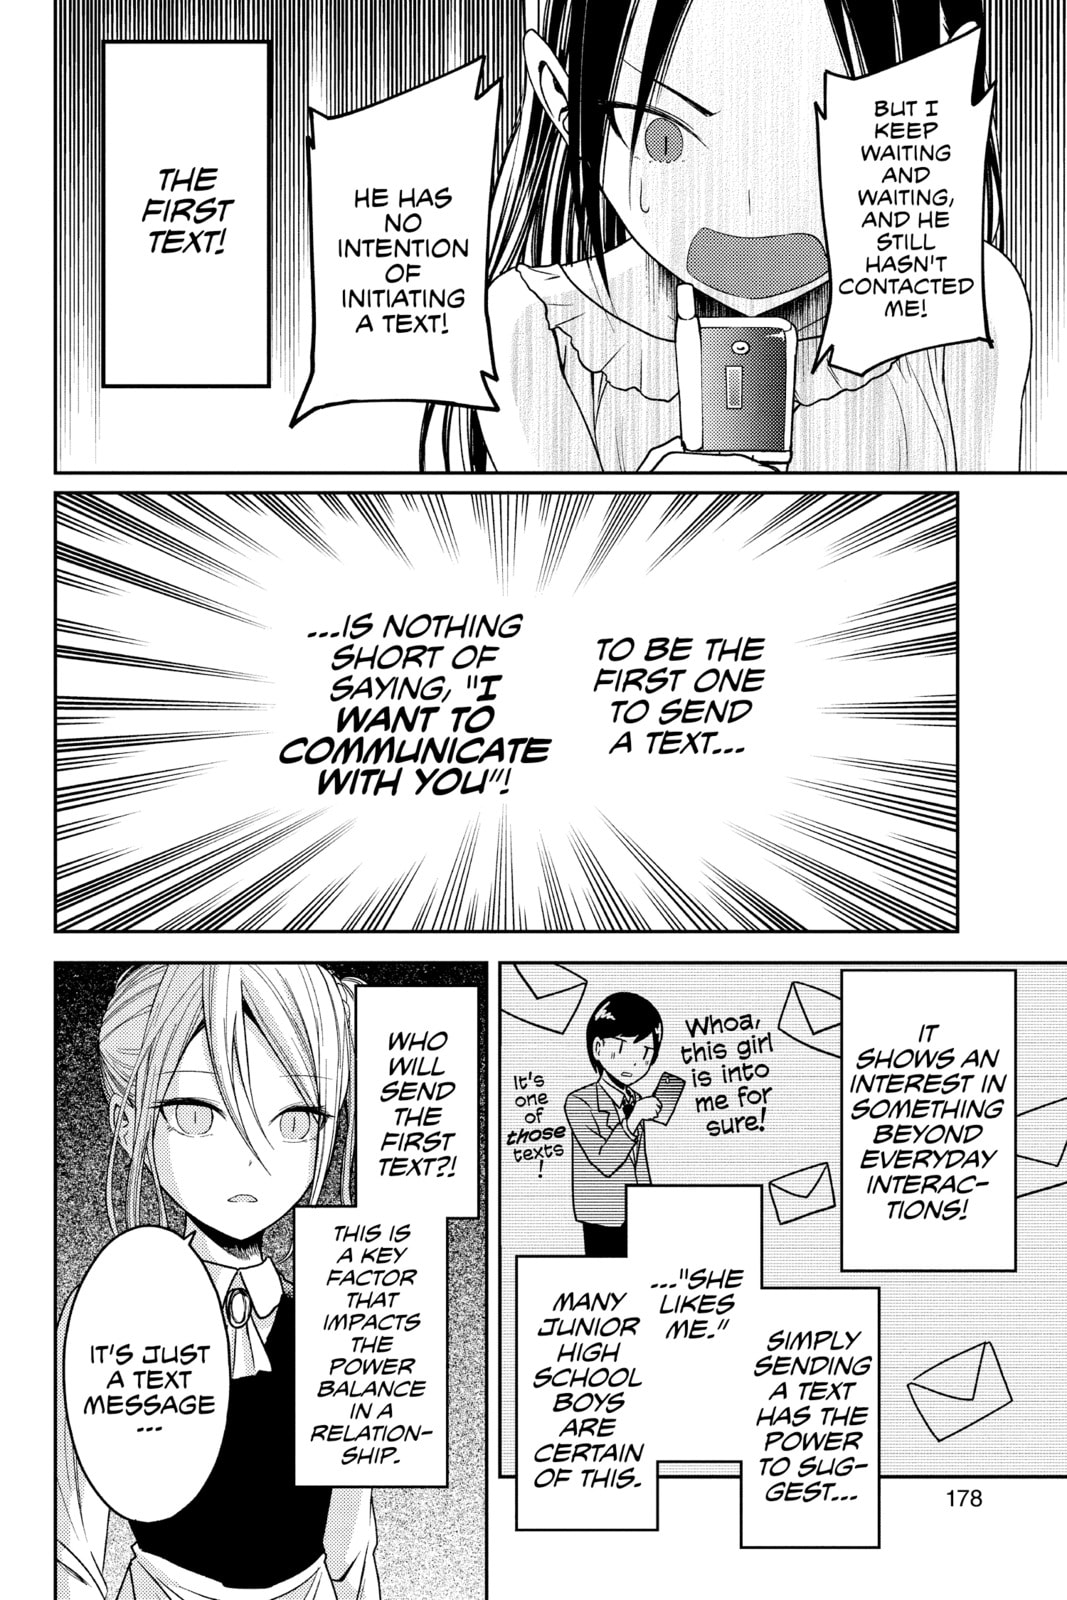 BUT I
KEEP
WAITING
AND
WAITING,
AND HE
STILL
HASN'T
CONTACTED
ME!
HE HAS
NO
INTENTION
OF
INITIATING
A TEXT!
THE
FIRST
TEXT!
TO BE THE
FIRST ONE
TO SEND
A TEXT...
...IS NOTHING
SHORT OF
SAYING, "I
WANT TO
COMMUNICATE
WITH YOU"!
IT
SHOWS AN
INTEREST IN
SOMETHING
BEYOND
EVERYDAY
INTERAC-
TIONS!
Whoa,
this girl
is into
me for
sure!
It's
one
of
those
texts
!
SIMPLY
SENDING
A TEXT
HAS THE
POWER
TO SUG-
GEST...
..."SHE
LIKES
ME."
MANY
JUNIOR
HIGH
SCHOOL
BOYS
ARE
CERTAIN
OF THIS.
WHO
WILL
SEND
THE
FIRST
TEXT?!
THIS IS
A KEY
FACTOR
THAT
IMPACTS
THE
POWER
BALANCE
IN A
RELATION-
SHIP.
IT'S JUST
A TEXT
MESSAGE
...
178